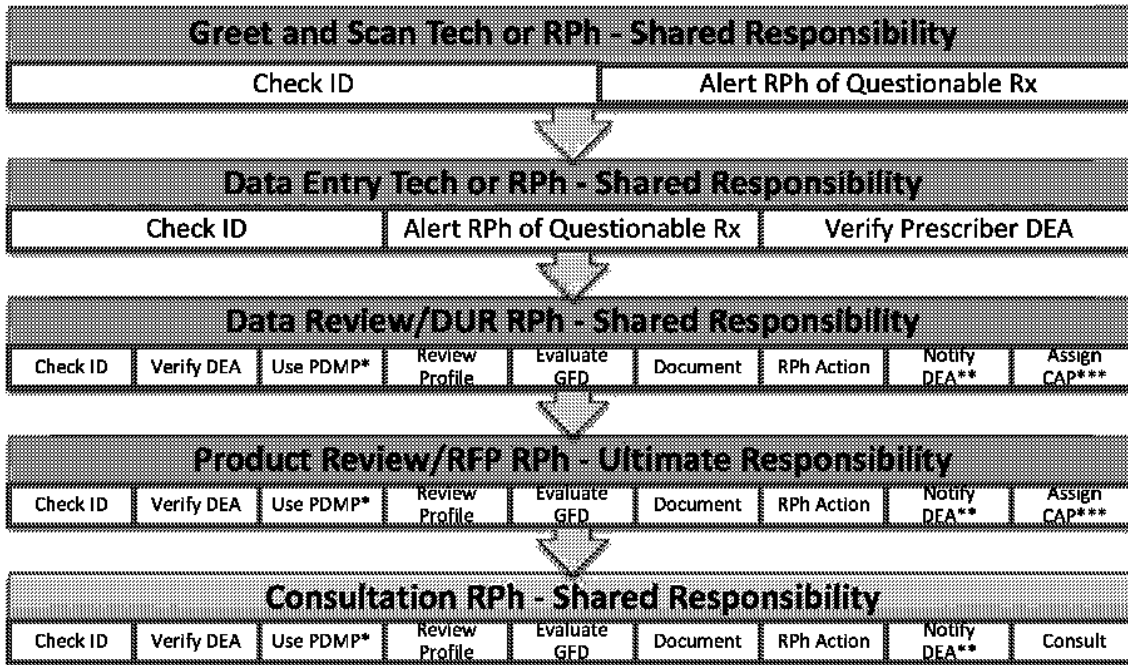 Greet and Scan Tech or RPh - Shared Responsibility
Check ID
Alert RPh of Questionable Rx
Data Entry Tech or RPh - Shared Responsibility
Check ID
Alert RPh of Questionable Rx
Verify Prescriber DEA
Data Review/DUR RPh - Shared Responsibility
Check ID
Verify DEA
Use PDMP*
Review
Profile
Evaluate
GFD
Document
RPh Action
Notify
DEA**
Assign
CAP***
Product Review/RFP RPh - Ultimate Responsibility
Check ID
Verify DEA
Use PDMP*
Review
Profile
Evaluate
GFD
Document
RPh Action
Notify
DEA**
Assign
CAP***
Consultation RPh - Shared Responsibility
Check ID
Verify DEA
Use PDMP*
Review
Profile
Evaluate
GFD
Document
RPh Action
Notify
DEA**
Consult